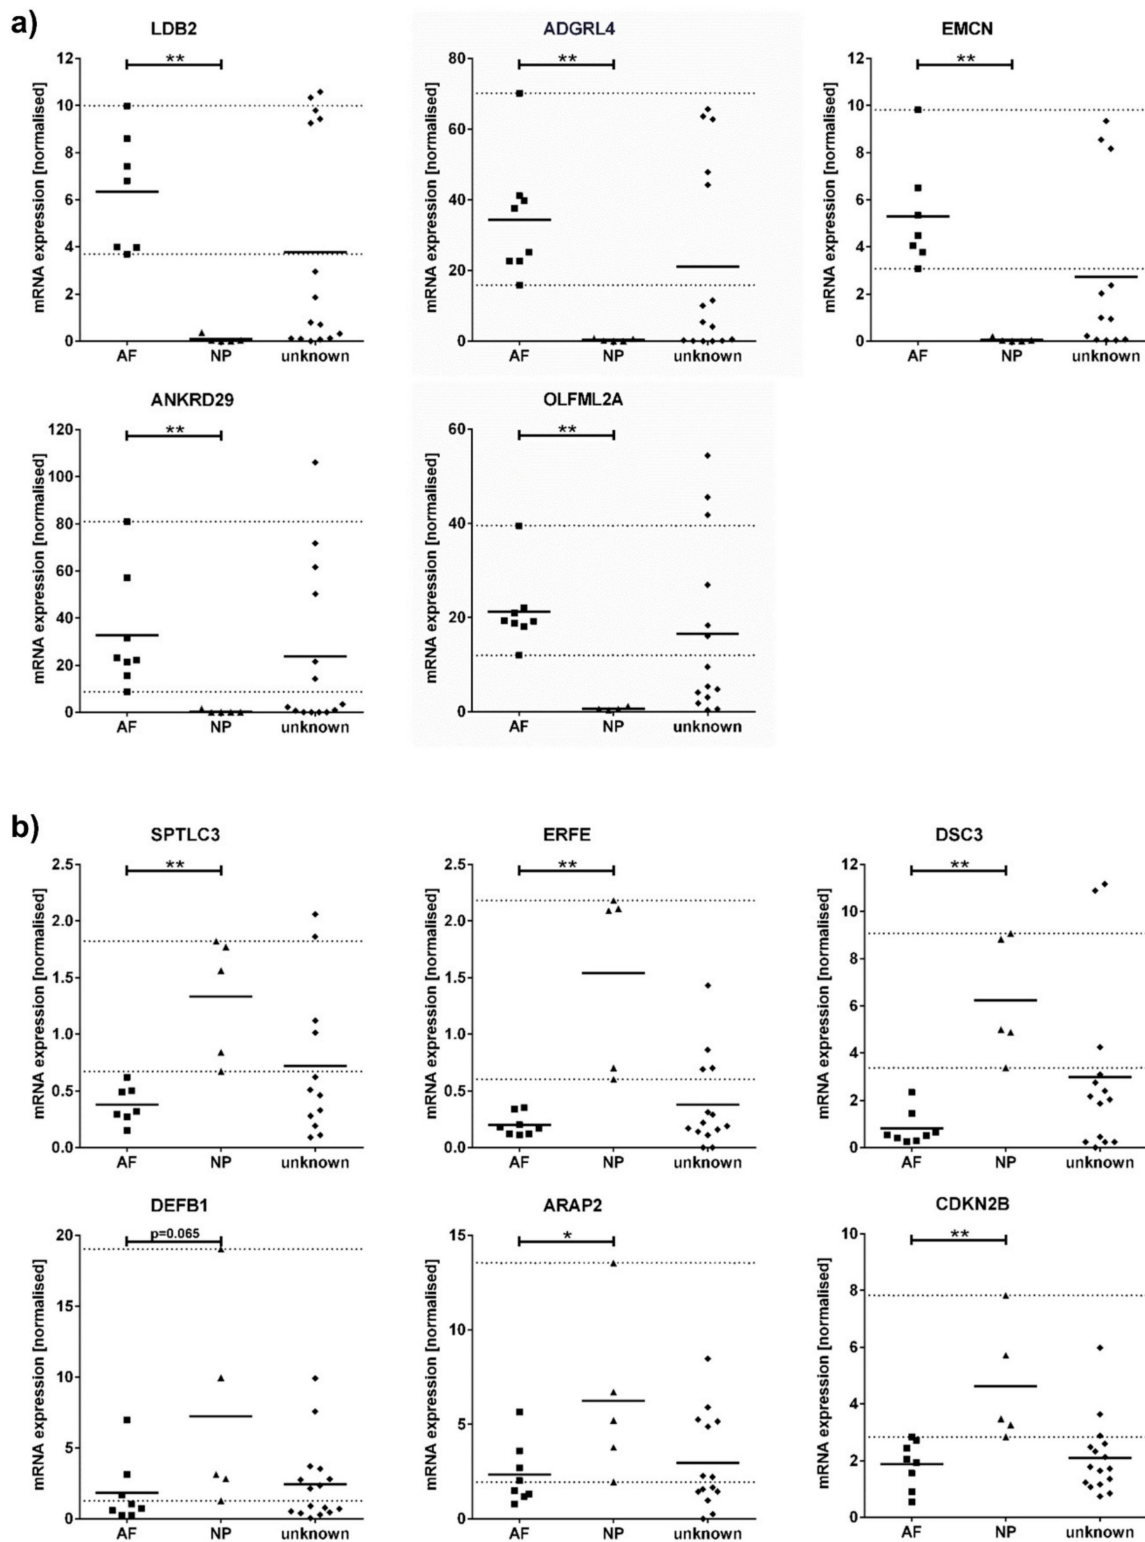 a)
LDB2
mRNA expression [normalised]
12
10
8
6
4
2
0
**
AF NP unknown
ADGRL4
mRNA expression [normalised]
80
60
40
20
0
**
AF NP unknown
EMCN
mRNA expression [normalised]
12
10
8
6
4
2
0
**
AF NP unknown
ANKRD29
mRNA expression [normalised]
120
100
80
60
40
20
0
**
AF NP unknown
OLFML2A
mRNA expression [normalised]
60
40
20
0
**
AF NP unknown
b)
SPTLC3
mRNA expression [normalised]
2.5
2.0
1.5
1.0
0.5
0.0
**
AF NP unknown
ERFE
mRNA expression [normalised]
2.5
2.0
1.5
1.0
0.5
0.0
**
AF NP unknown
DSC3
mRNA expression [normalised]
12
10
8
6
4
2
0
**
AF NP unknown
DEFB1
mRNA expression [normalised]
20
15
10
5
0
p=0.065
AF NP unknown
ARAP2
mRNA expression [normalised]
15
10
5
0
*
AF NP unknown
CDKN2B
mRNA expression [normalised]
10
8
6
4
2
0
**
AF NP unknown